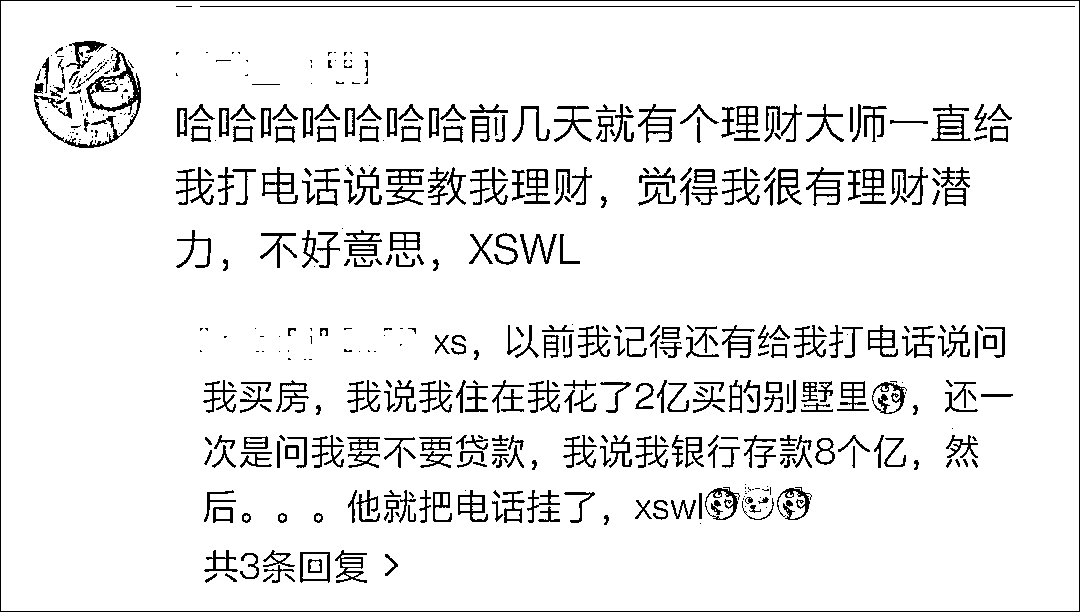 哈哈哈哈哈哈哈前几天就有个理财大师一直给
我打电话说要教我理财，觉得我很有理财潜
力，不好意思，XSWL
xs，以前我记得还有给我打电话说问
我买房，我说我住在我花了2亿买的别墅里，还一
次是问我要不要贷款，我说我银行存款8个亿，然
后。。。他就把电话挂了，xswl
共3条回复 >